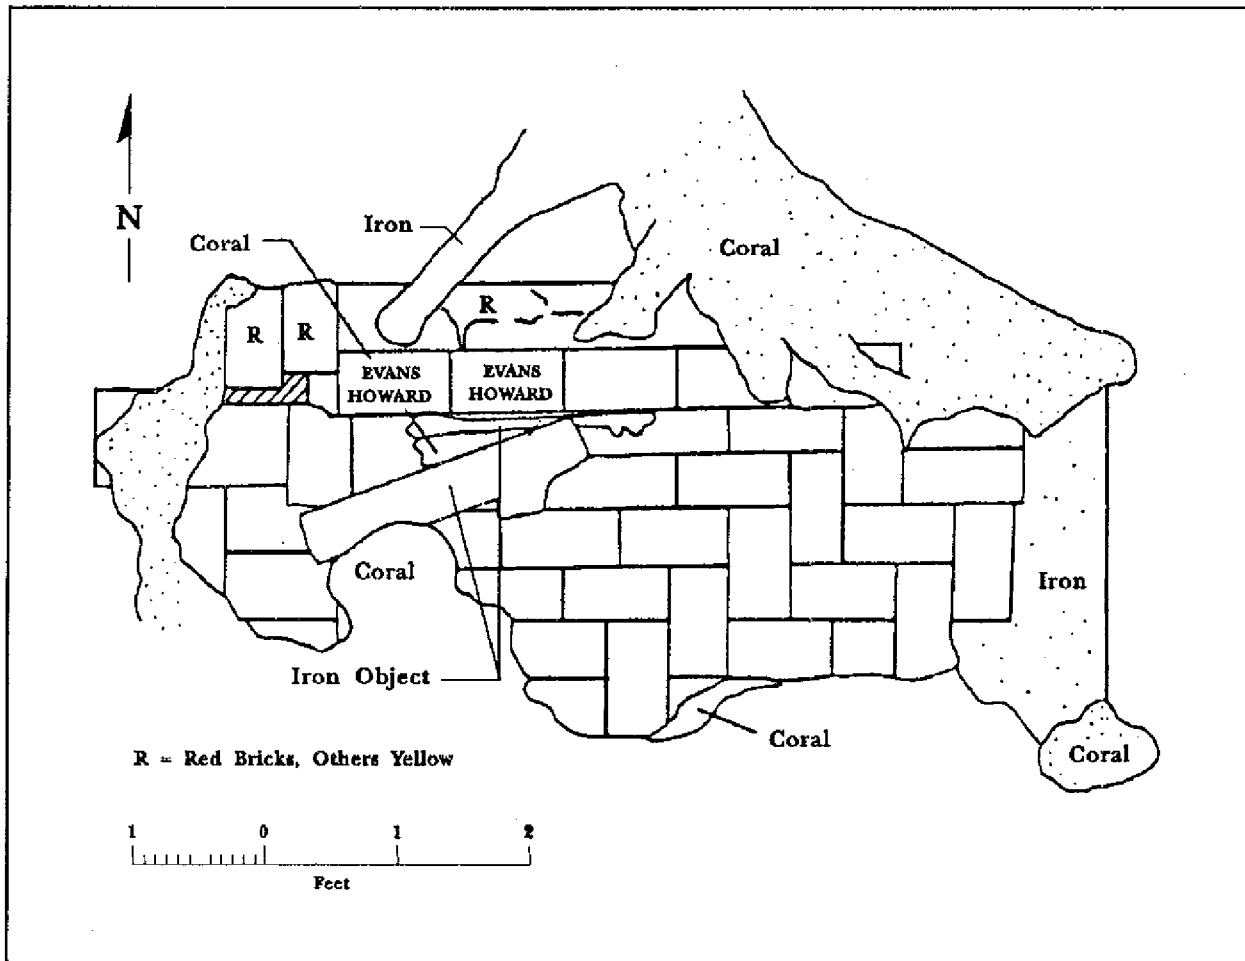 N
Iron
Coral
Coral
R
R
R
EVANS
HOWARD
EVANS
HOWARD
Coral
Iron
Iron Object
Coral
Coral
R = Red Bricks, Others Yellow
1 0 1 2
Feet